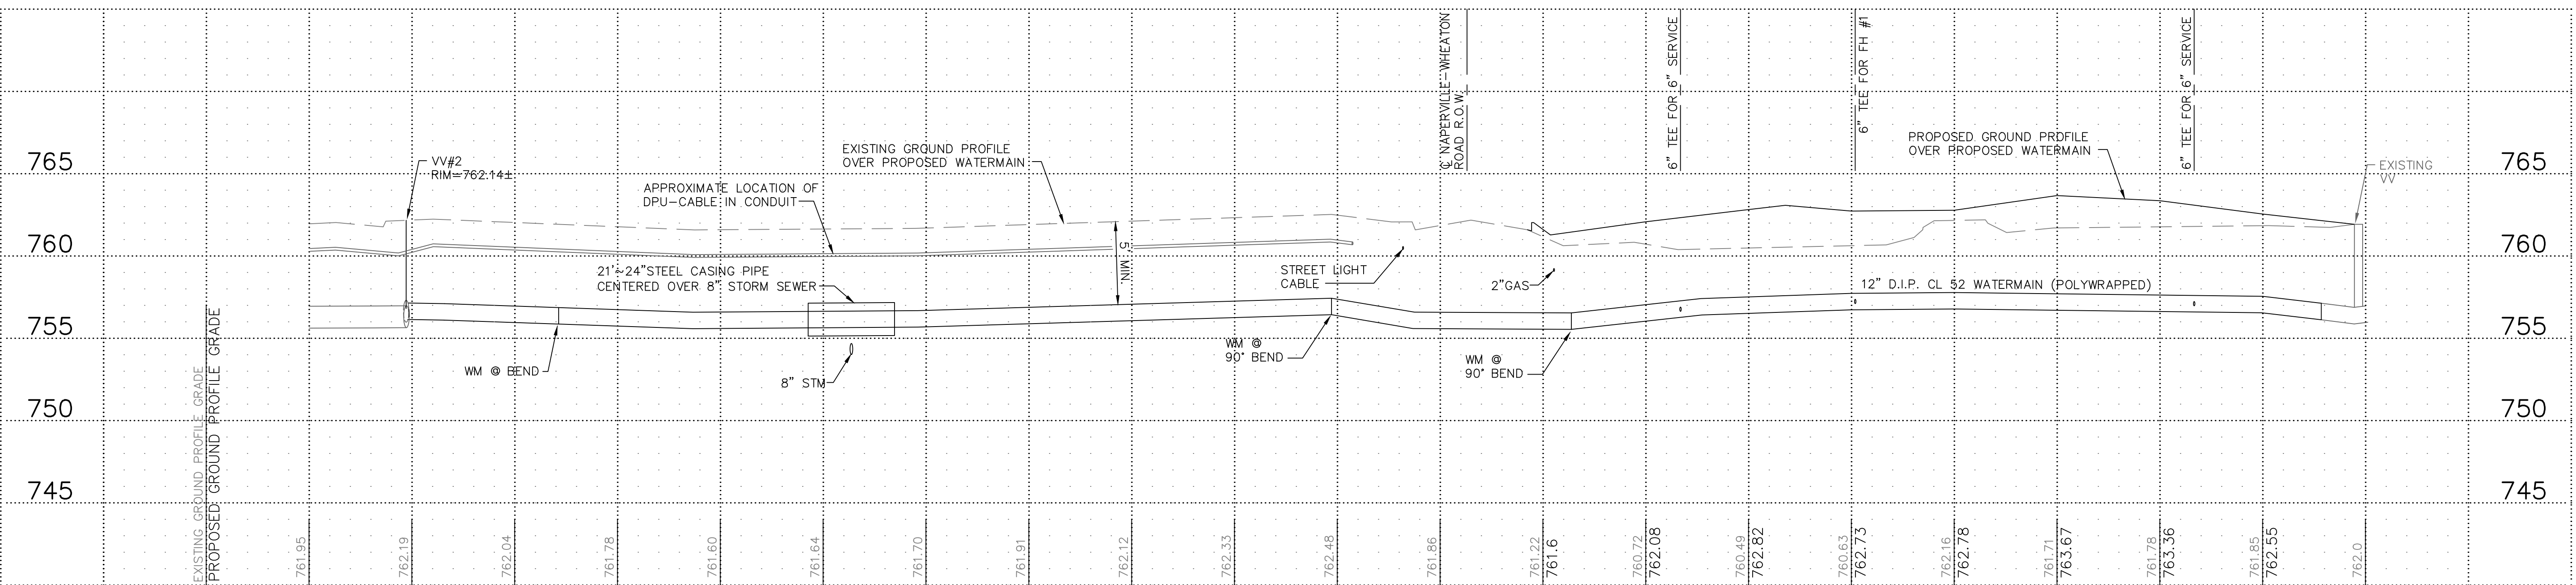 ℄ NAPERVILLE-WHEATON
ROAD R.O.W.
6" TEE FOR 6" SERVICE
6" TEE FOR FH #1
6" TEE FOR 6" SERVICE
765
VV#2
RIM=762.14±
EXISTING GROUND PROFILE
OVER PROPOSED WATERMAIN
PROPOSED GROUND PROFILE
OVER PROPOSED WATERMAIN
765
EXISTING
VV
APPROXIMATE LOCATION OF
DPU-CABLE IN CONDUIT
760
5' MIN.
760
21'~24"STEEL CASING PIPE
CENTERED OVER 8" STORM SEWER
STREET LIGHT
CABLE
2"GAS
12" D.I.P. CL 52 WATERMAIN (POLYWRAPPED)
755
755
WM @ BEND
8" STM
WM @
90° BEND
WM @
90° BEND
750
750
745
745
EXISTING GROUND PROFILE GRADE
PROPOSED GROUND PROFILE GRADE
761.95
762.19
762.04
761.78
761.60
761.64
761.70
761.91
762.12
762.33
762.48
761.86
761.22
761.6
760.72
762.08
760.49
762.82
760.63
762.73
762.16
762.78
761.71
763.67
761.78
763.36
761.85
762.55
762.0